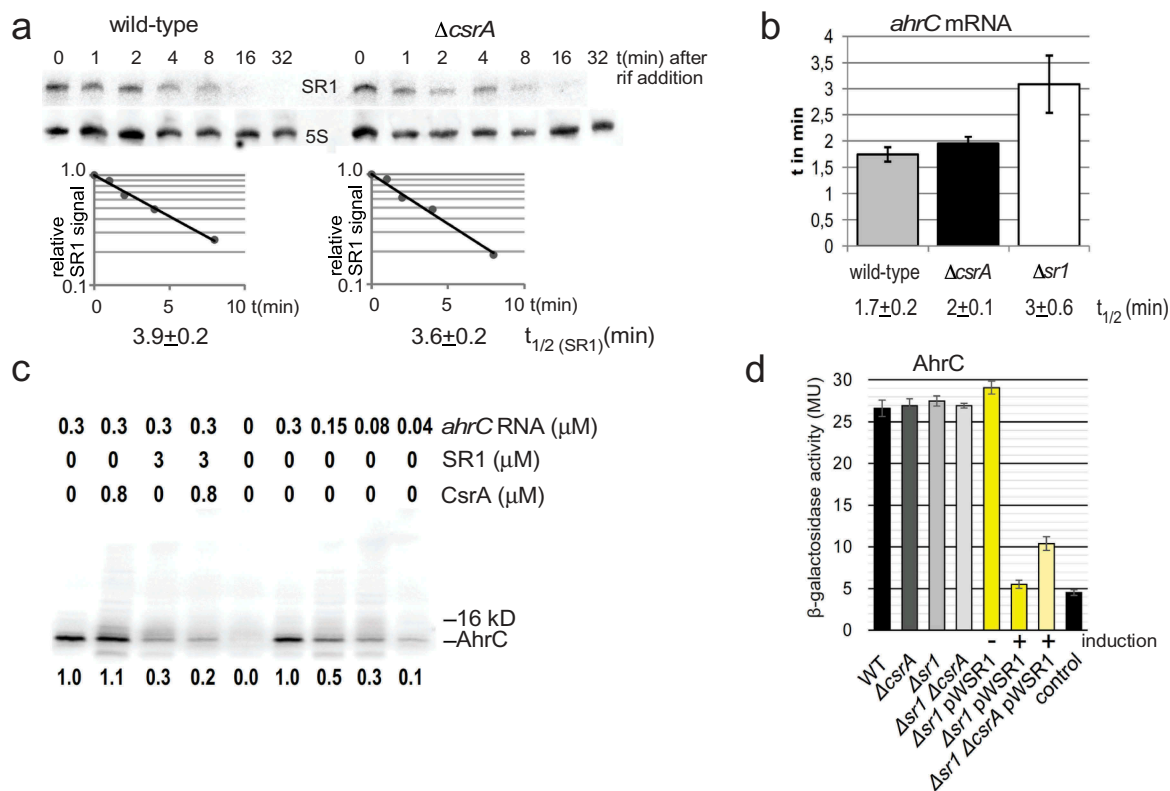 a
wild-type
ΔcsrA
0 1 2 4 8 16 32
0 1 2 4 8 16 32
t(min) after
rif addition
SR1
5S
relative
SR1 signal
1.0
0.1
0 5 10 t(min)
3.9±0.2
relative
SR1 signal
1.0
0.1
0 5 10 t(min)
3.6±0.2
t1/2 (SR1)(min)
b
ahrC mRNA
t in min
4
3,5
3
2,5
2
1,5
1
0,5
0
wild-type ΔcsrA Δsr1
1.7±0.2 2±0.1 3±0.6 t1/2 (min)
c
0.3 0.3 0.3 0.3 0 0.3 0.15 0.08 0.04 ahrC RNA (μM)
0 0 3 3 0 0 0 0 0 SR1 (μM)
0 0.8 0 0.8 0 0 0 0 0 CsrA (μM)
–16 kD
–AhrC
1.0 1.1 0.3 0.2 0.0 1.0 0.5 0.3 0.1
d
AhrC
β-galactosidase activity (MU)
30
25
20
15
10
5
0
- + + induction
WT
ΔcsrA
Δsr1
Δsr1 ΔcsrA
Δsr1 pWSR1
Δsr1 pWSR1
Δsr1 ΔcsrA pWSR1
control